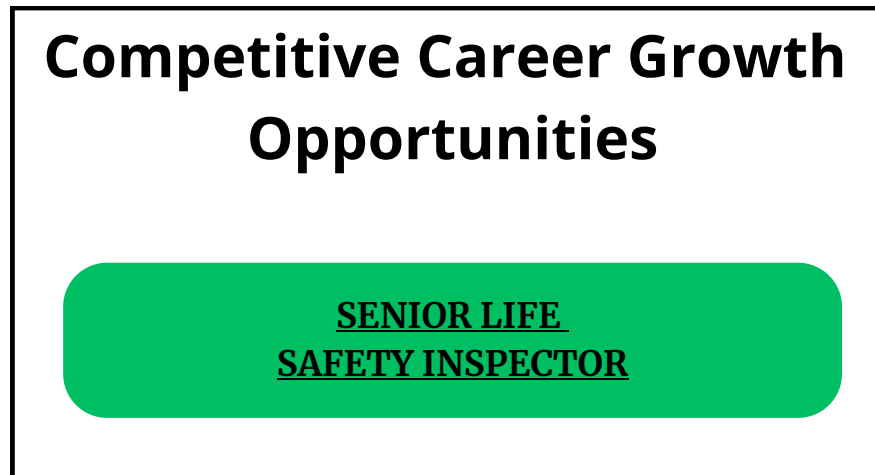 Competitive Career Growth
Opportunities
SENIOR LIFE
SAFETY INSPECTOR